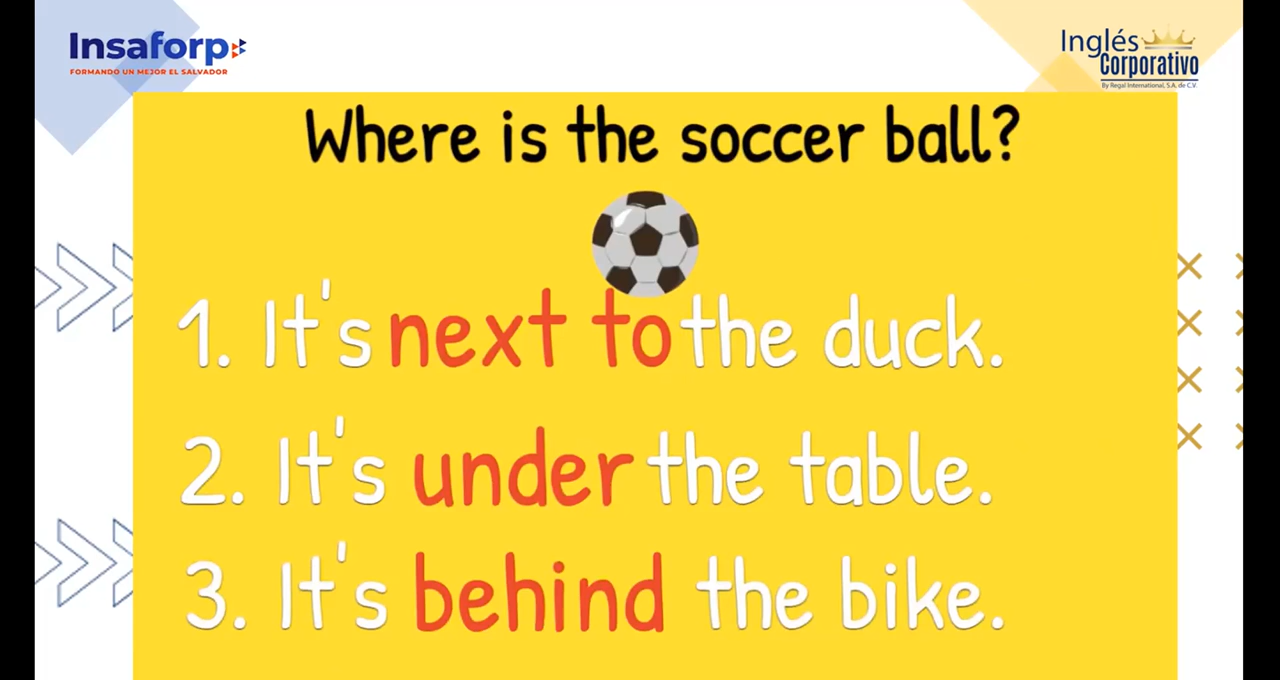 Insaforp
FORMANDO UN MEJOR EL SALVADOR
Inglés
Corporativo
By Regal International, S.A. de C.V.
Where is the soccer ball?
1. It's next to the duck.
2. It's under the table.
3. It's behind the bike.